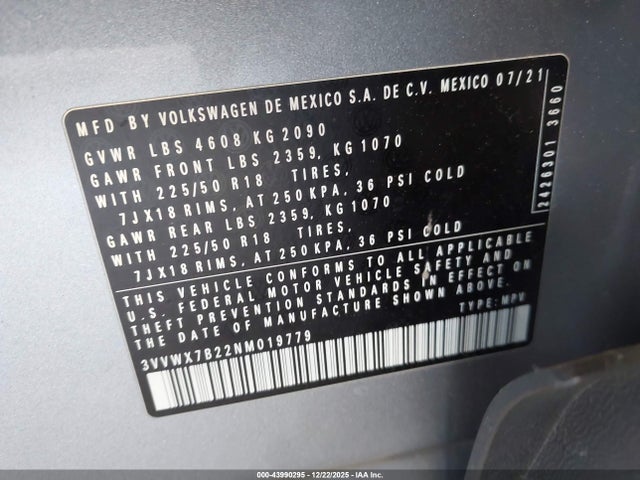 MFD BY VOLKSWAGEN DE MEXICO S.A. DE C.V. MEXICO 07/21
GVWR LBS 4608 KG 2090
GAWR FRONT LBS 2359, KG 1070
WITH 225/50 R18 TIRES,
7JX18 RIMS, AT 250 KPA, 36 PSI COLD
GAWR REAR LBS 2359, KG 1070
WITH 225/50 R18 TIRES,
7JX18 RIMS, AT 250 KPA, 36 PSI COLD
THIS VEHICLE CONFORMS TO ALL APPLICABLE
U.S. FEDERAL MOTOR VEHICLE SAFETY AND
THEFT PREVENTION STANDARDS IN EFFECT ON
THE DATE OF MANUFACTURE SHOWN ABOVE.
TYPE: MPV
3VVWX7B22NM019779
2426301 3660
000-43990295 - 12/22/2025 - IAA Inc.